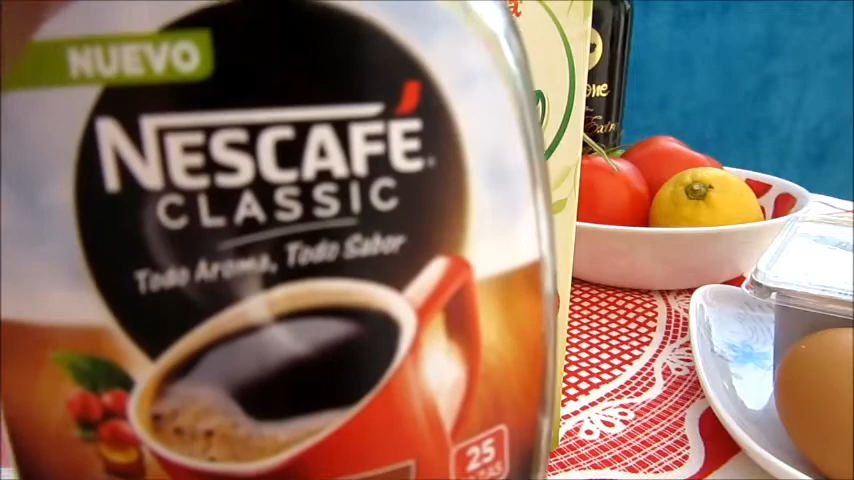 NUEVO
NESCAFÉ
CLASSIC
Todo Aroma, Todo Sabor
25